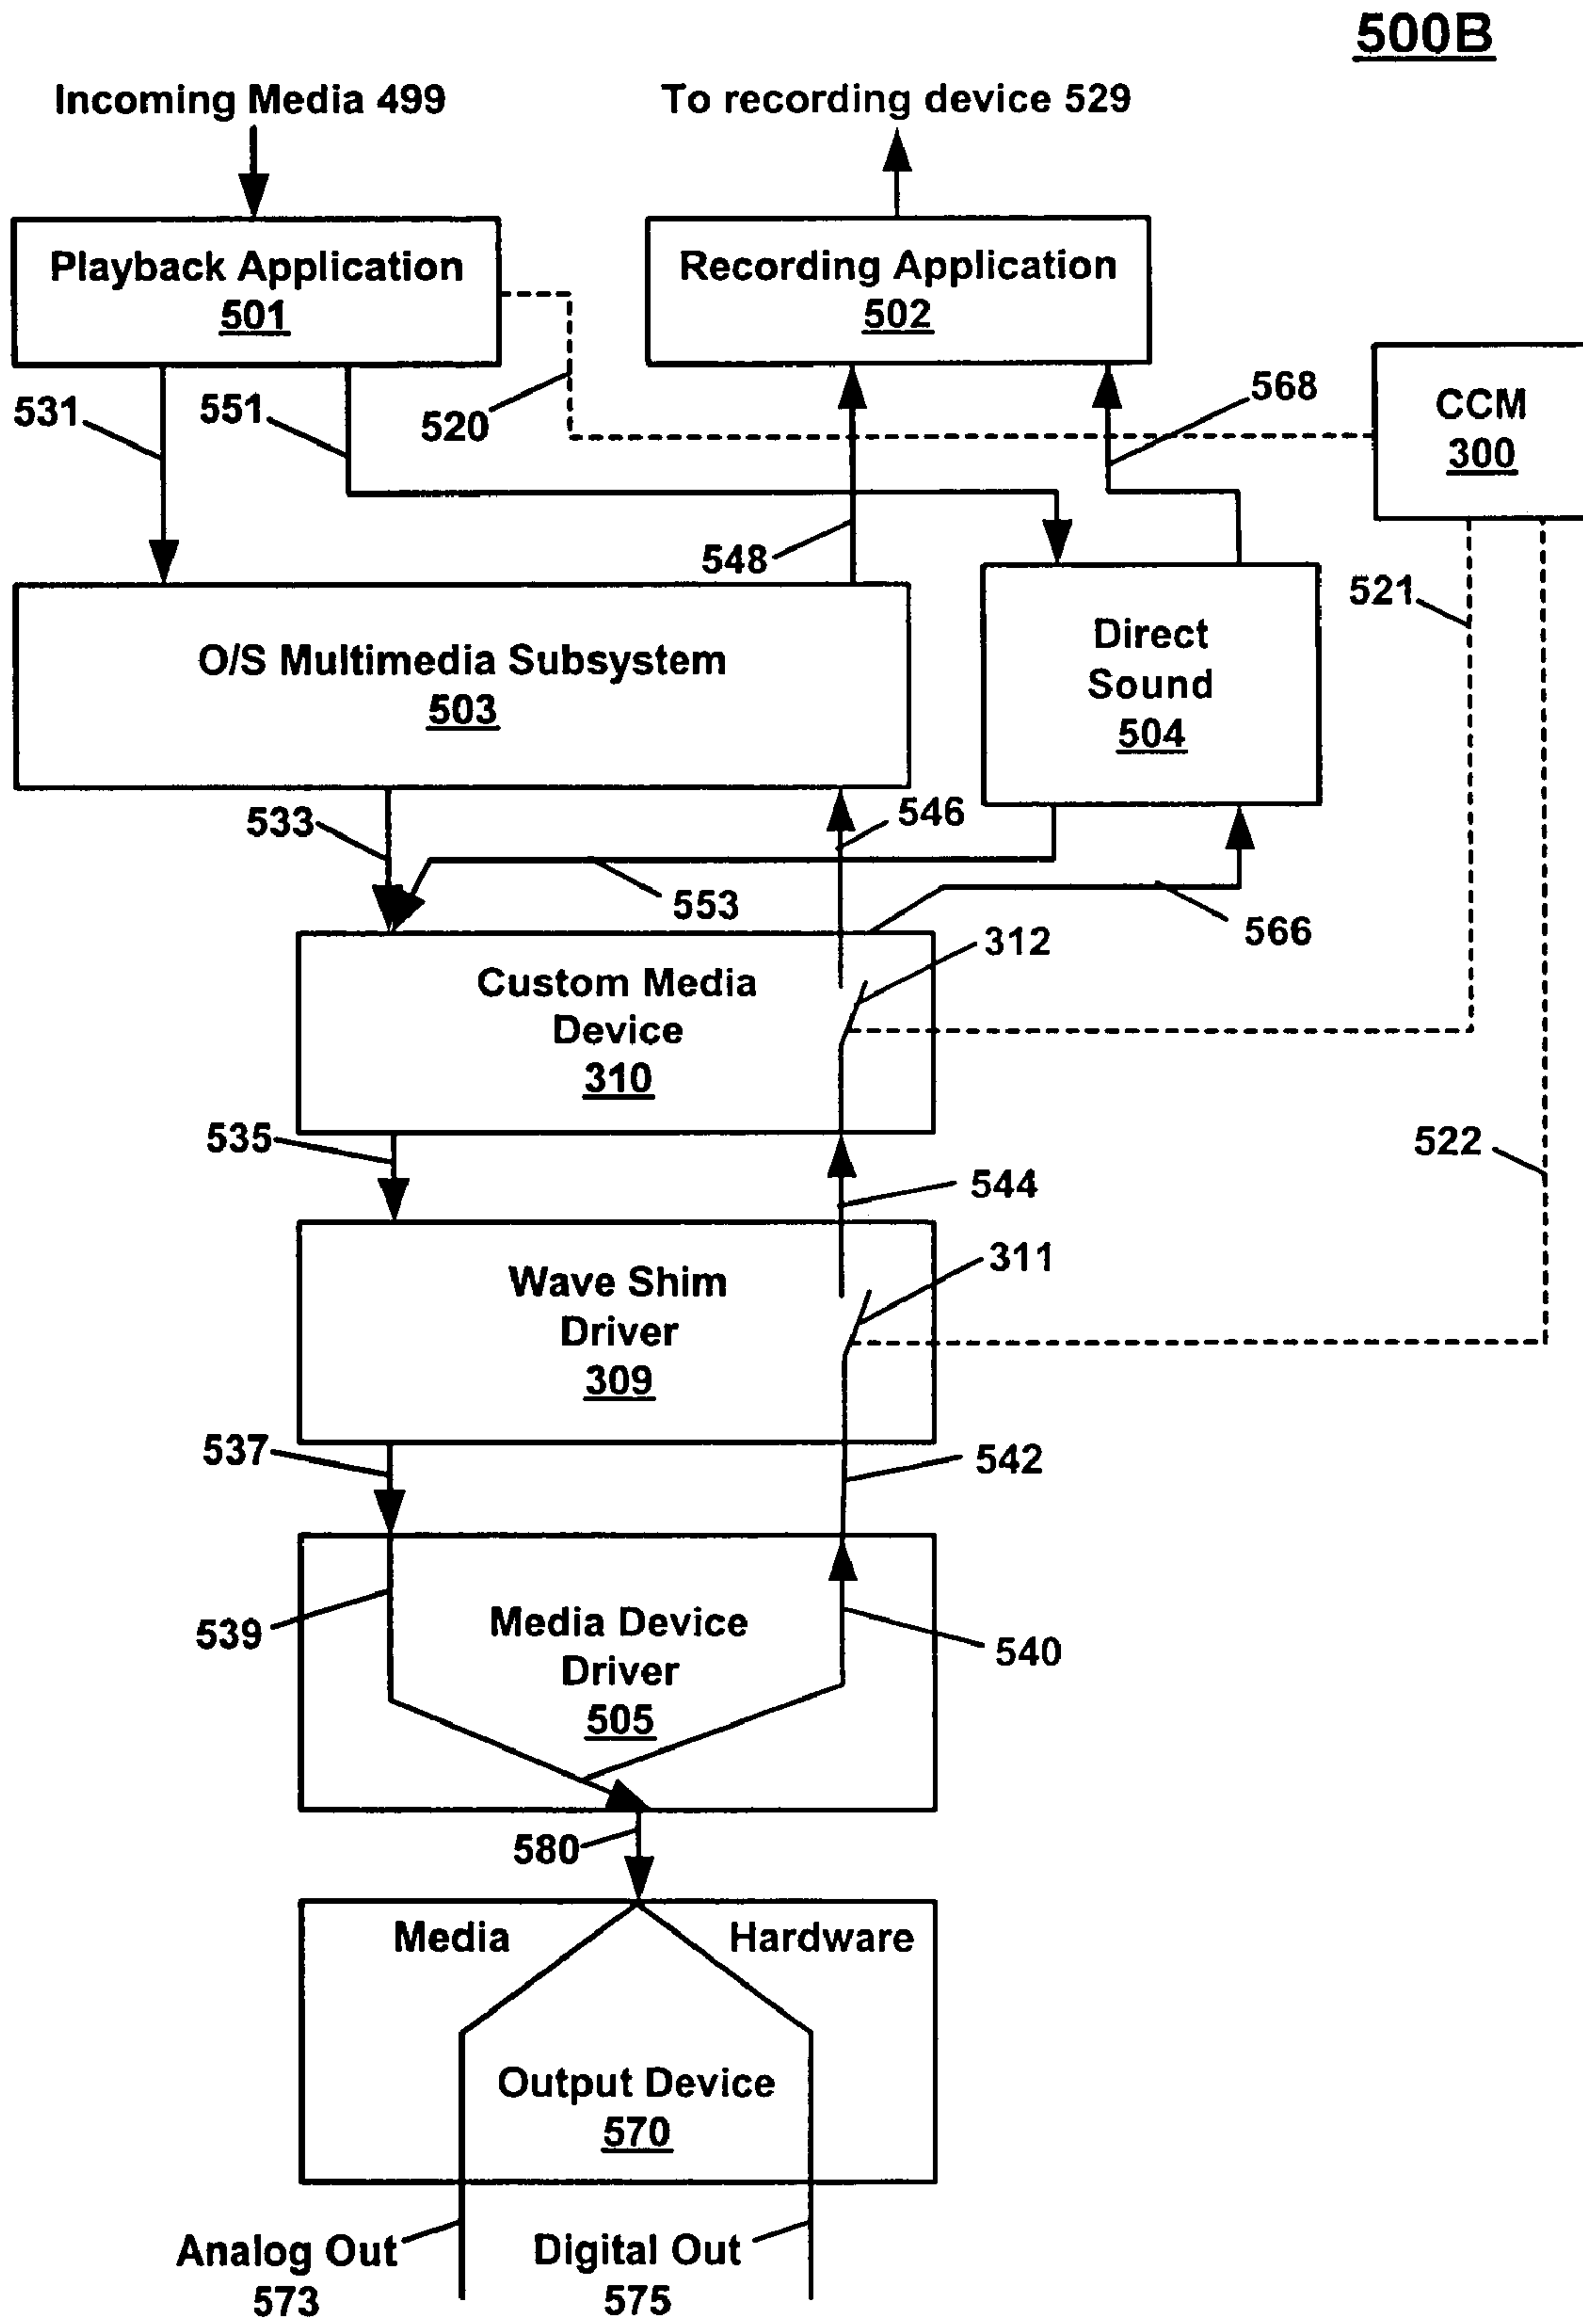 500B
Incoming Media 499
To recording device 529
Playback Application
501
Recording Application
502
CCM
300
531
551
520
568
548
521
O/S Multimedia Subsystem
503
Direct
Sound
504
533
546
553
566
312
Custom Media
Device
310
535
522
544
311
Wave Shim
Driver
309
537
542
539
Media Device
Driver
505
540
580
Media
Hardware
Output Device
570
Analog Out
573
Digital Out
575